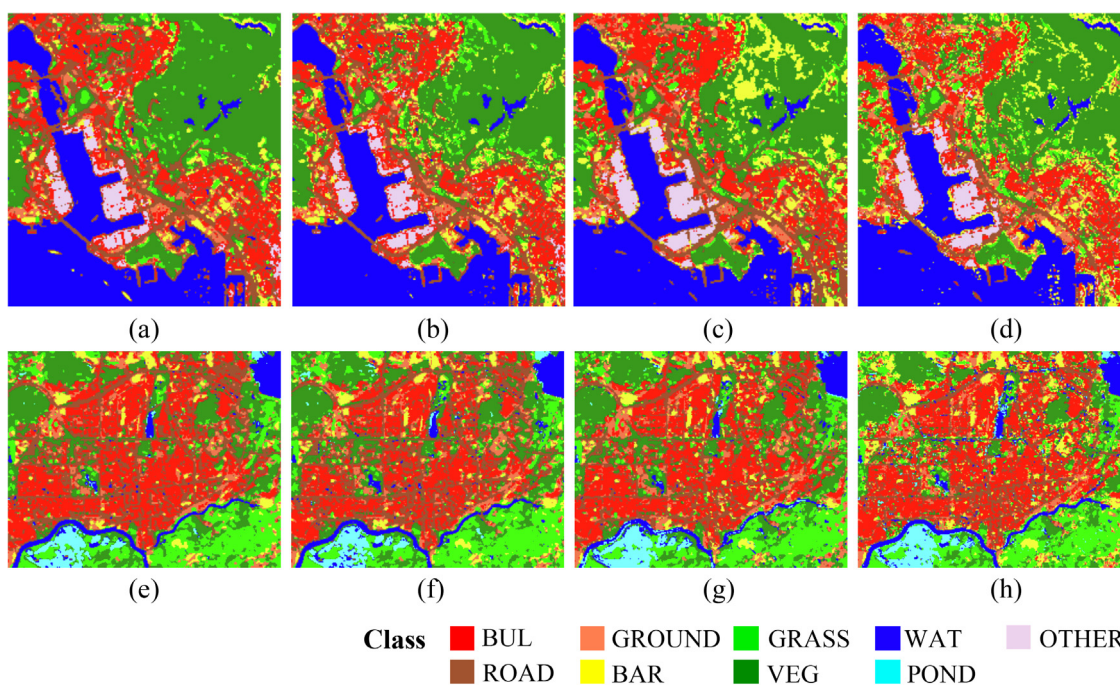 (a) (b) (c) (d)
(e) (f) (g) (h)
Class BUL GROUND GRASS WAT OTHER
ROAD BAR VEG POND